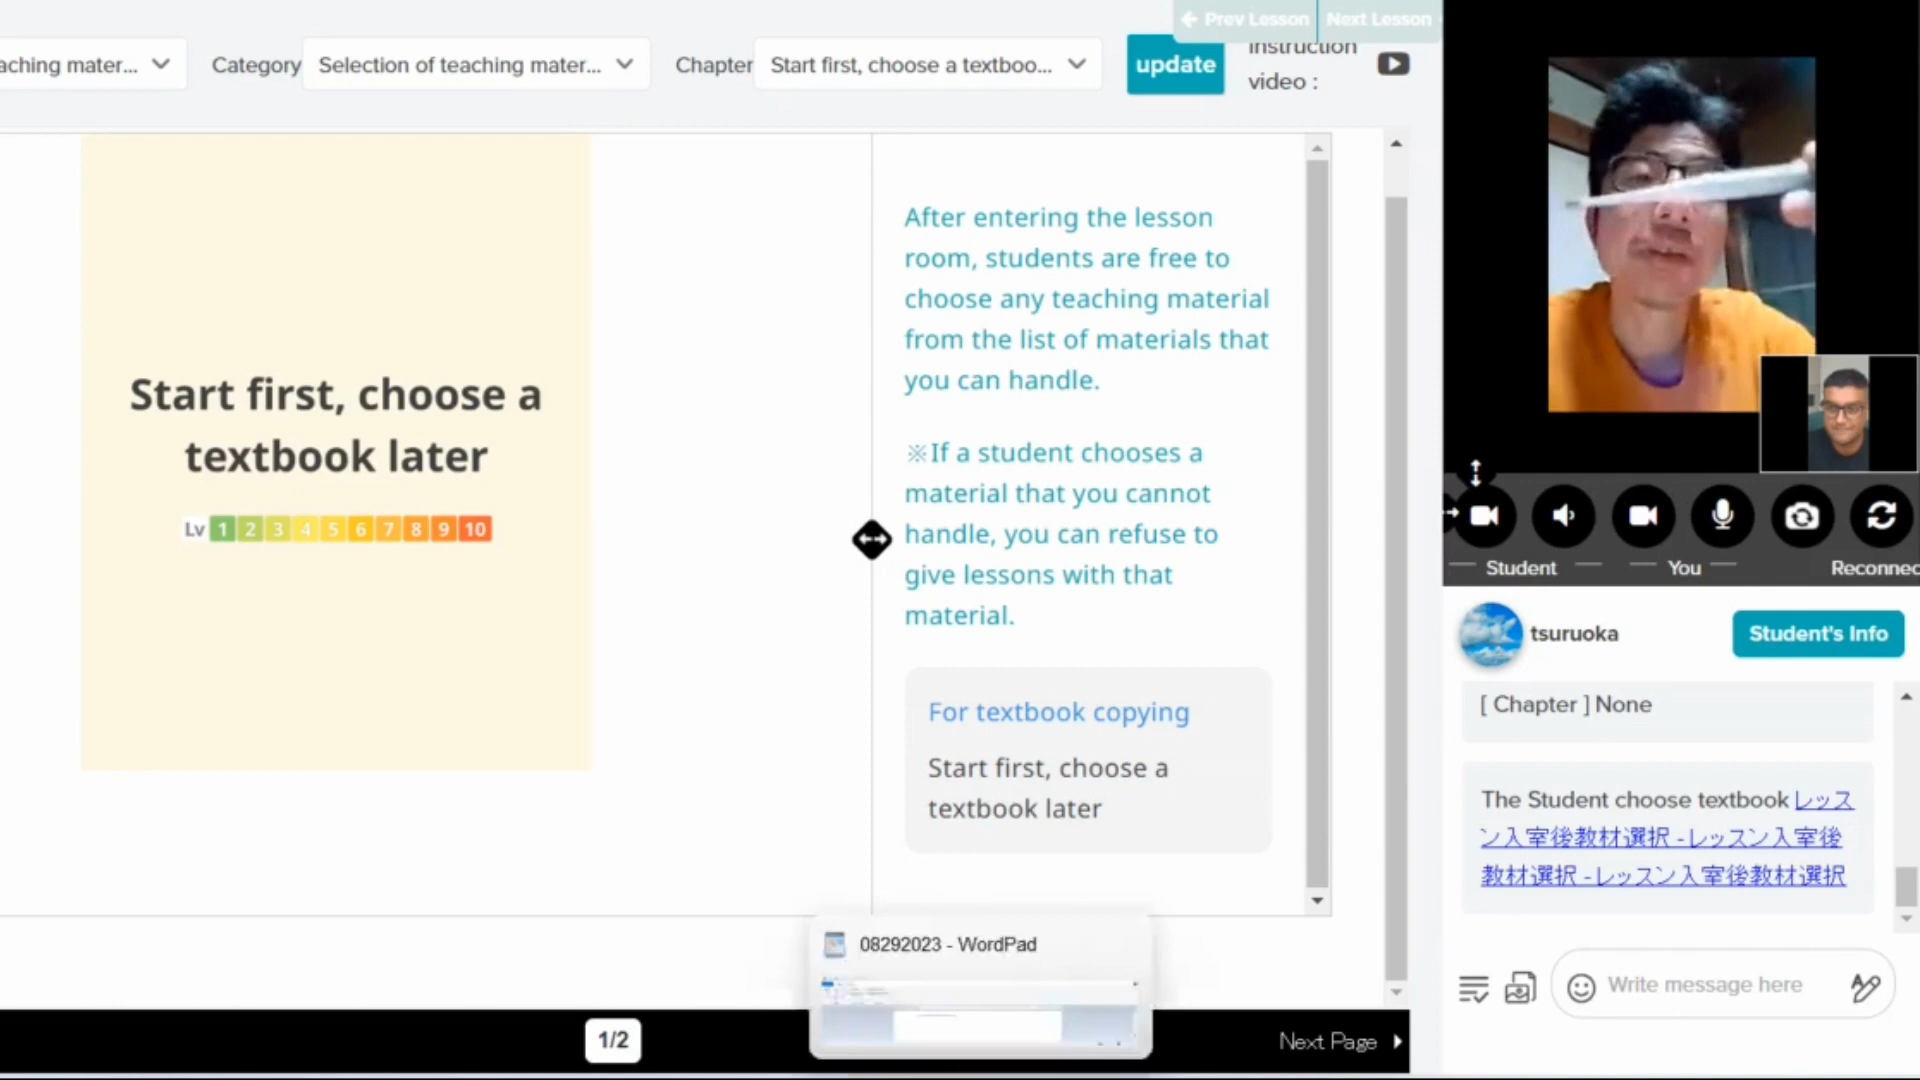 ← Prev Lesson
Next Lesson
aching mater...
Category
Selection of teaching mater...
Chapter
Start first, choose a textboo...
update
Instruction
video :
Start first, choose a
textbook later
Lv 1 2 3 4 5 6 7 8 9 10
After entering the lesson
room, students are free to
choose any teaching material
from the list of materials that
you can handle.
※If a student chooses a
material that you cannot
handle, you can refuse to
give lessons with that
material.
For textbook copying
Start first, choose a
textbook later
08292023 - WordPad
1/2
Next Page
Student
You
Reconnec
tsuruoka
Student's Info
[ Chapter ] None
The Student choose textbook レッス
ン入室後教材選択 -レッスン入室後
教材選択 -レッスン入室後教材選択
Write message here